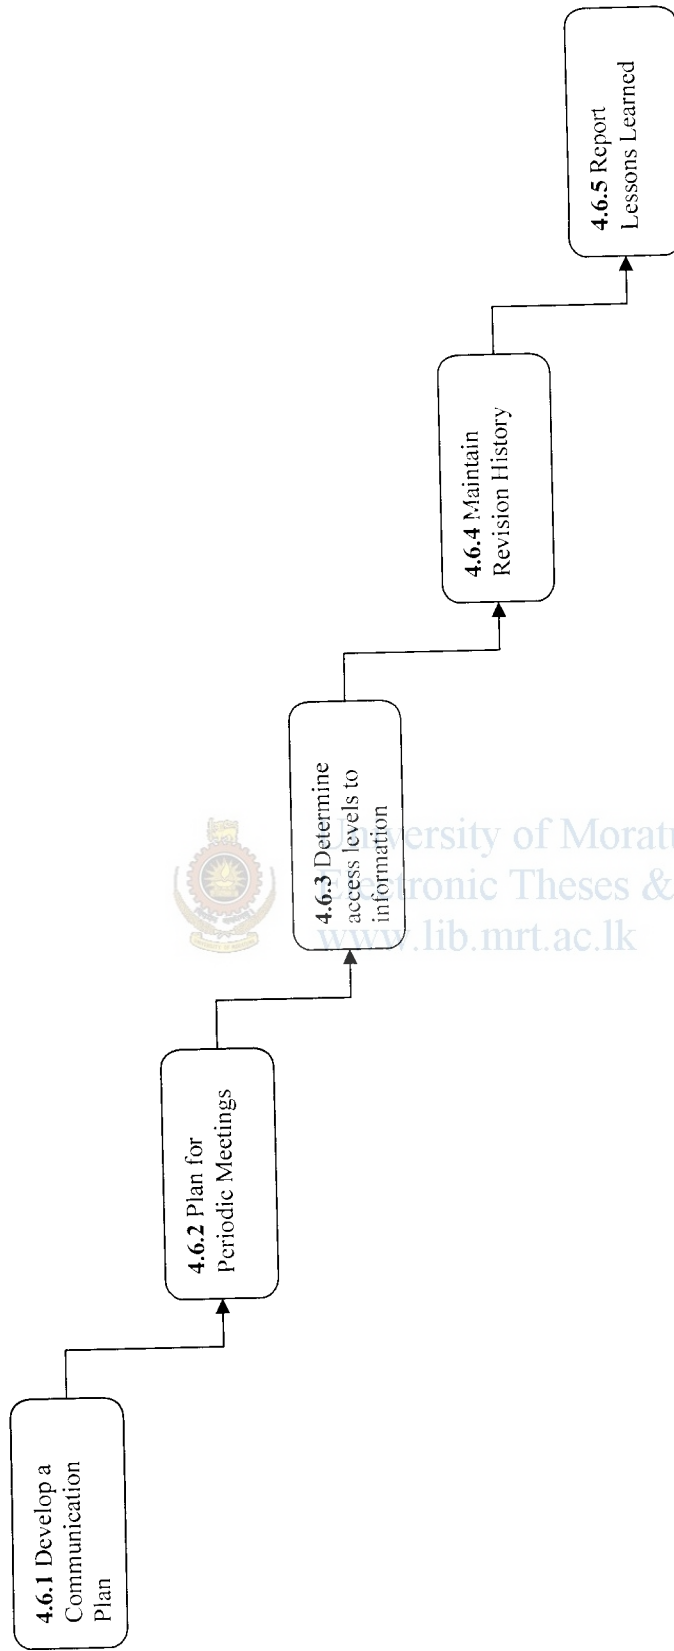 4.6.1 Develop a
Communication
Plan
4.6.2 Plan for
Periodic Meetings
4.6.3 Determine
access levels to
information
4.6.4 Maintain
Revision History
4.6.5 Report
Lessons Learned
University of Moratu
Electronic Theses &
www.lib.mrt.ac.lk